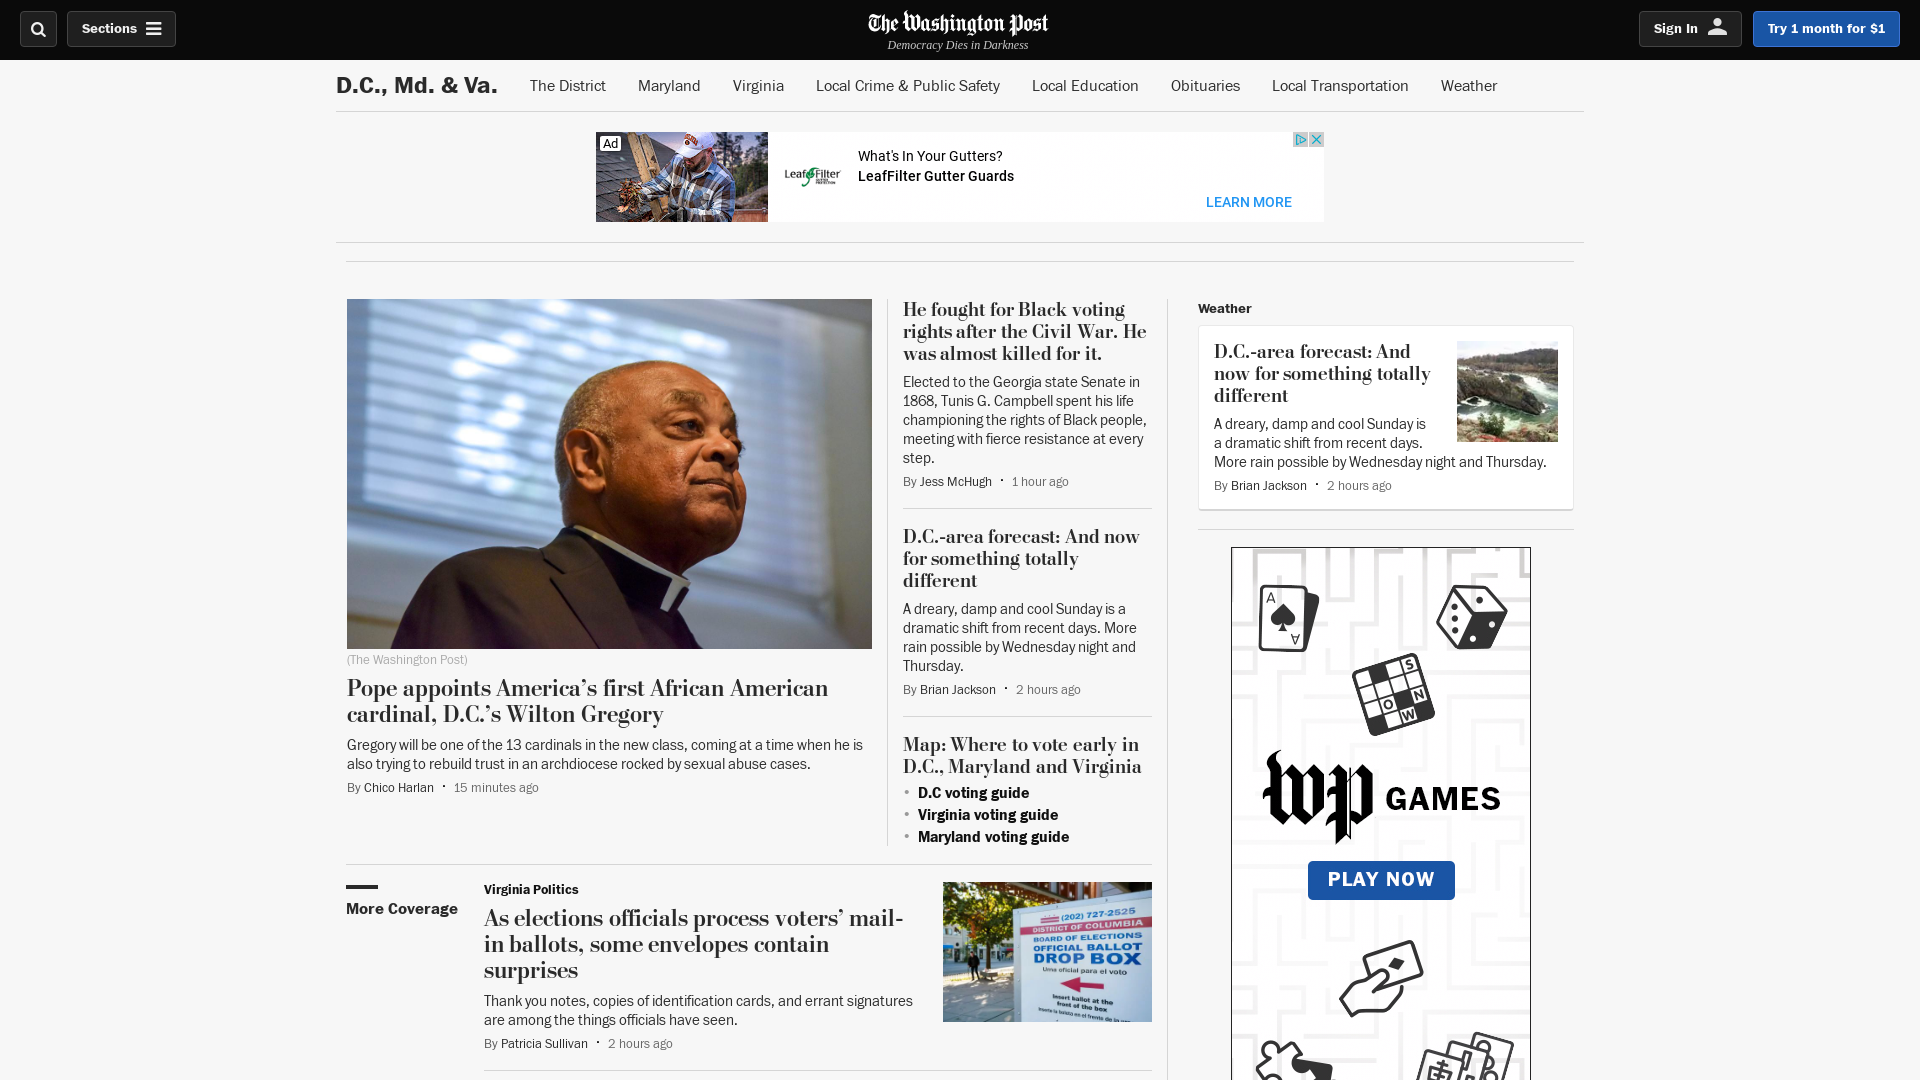 Sections
The Washington Post
Democracy Dies in Darkness
Sign In
Try 1 month for $1
D.C., Md. & Va.
The District
Maryland
Virginia
Local Crime & Public Safety
Local Education
Obituaries
Local Transportation
Weather
Ad
LeafFilter
What's In Your Gutters?
LeafFilter Gutter Guards
LEARN MORE
(The Washington Post)
Pope appoints America’s first African American
cardinal, D.C.’s Wilton Gregory
Gregory will be one of the 13 cardinals in the new class, coming at a time when he is
also trying to rebuild trust in an archdiocese rocked by sexual abuse cases.
By Chico Harlan • 15 minutes ago
He fought for Black voting
rights after the Civil War. He
was almost killed for it.
Elected to the Georgia state Senate in
1868, Tunis G. Campbell spent his life
championing the rights of Black people,
meeting with fierce resistance at every
step.
By Jess McHugh • 1 hour ago
D.C.-area forecast: And now
for something totally
different
A dreary, damp and cool Sunday is a
dramatic shift from recent days. More
rain possible by Wednesday night and
Thursday.
By Brian Jackson • 2 hours ago
Map: Where to vote early in
D.C., Maryland and Virginia
• D.C voting guide
• Virginia voting guide
• Maryland voting guide
Weather
D.C.-area forecast: And
now for something totally
different
A dreary, damp and cool Sunday is
a dramatic shift from recent days.
More rain possible by Wednesday night and Thursday.
By Brian Jackson • 2 hours ago
A
A
S
O N
W
wp GAMES
PLAY NOW
More Coverage
Virginia Politics
As elections officials process voters’ mail-
in ballots, some envelopes contain
surprises
Thank you notes, copies of identification cards, and errant signatures
are among the things officials have seen.
By Patricia Sullivan • 2 hours ago
(202) 727-2525
DISTRICT OF COLUMBIA
BOARD OF ELECTIONS
OFFICIAL BALLOT
DROP BOX
Urna oficial para el voto
Insert ballot at the
front of the box